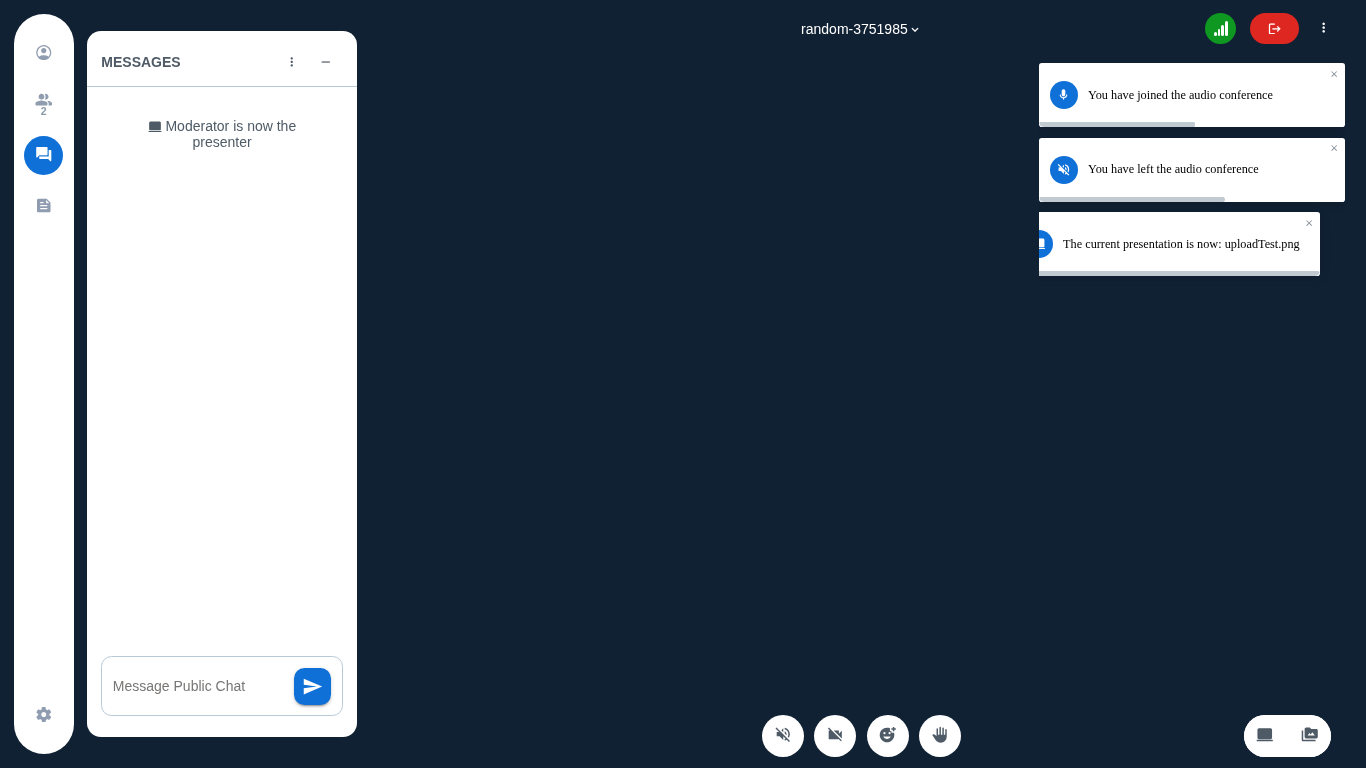 random-3751985
2
MESSAGES
Moderator is now the
presenter
Message Public Chat
You have joined the audio conference
You have left the audio conference
The current presentation is now: uploadTest.png